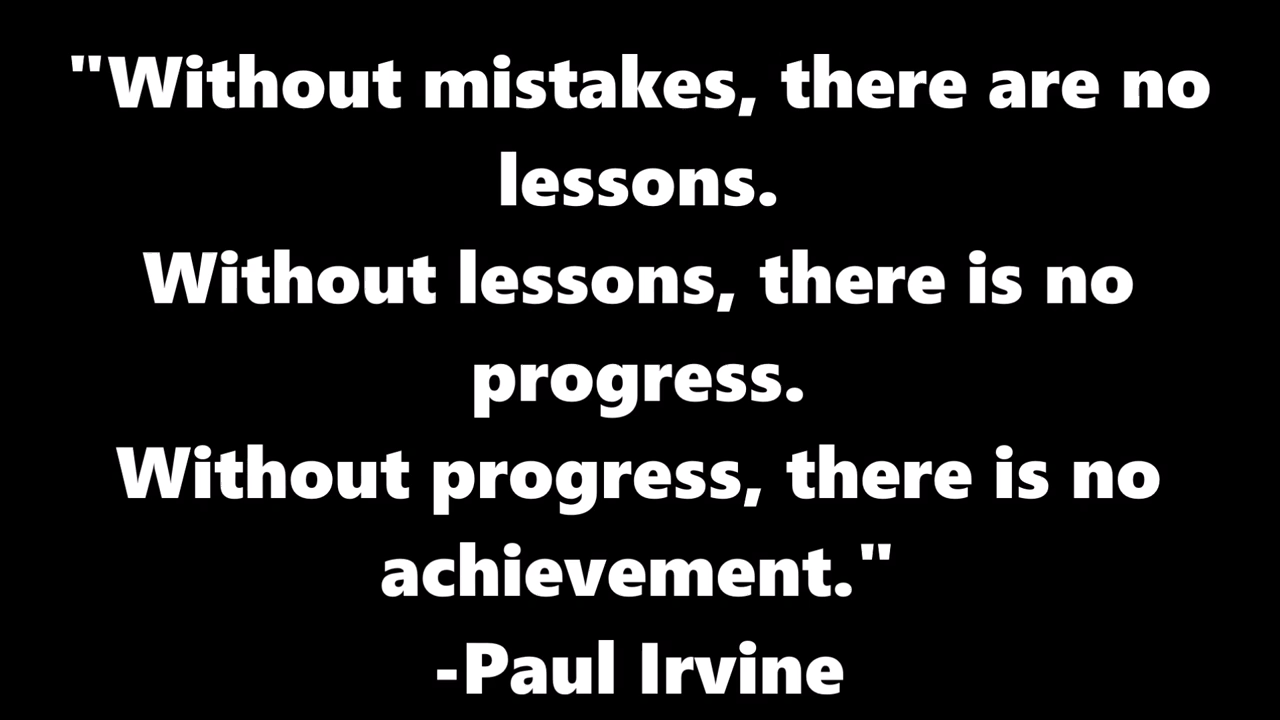 "Without mistakes, there are no
lessons.
Without lessons, there is no
progress.
Without progress, there is no
achievement."
-Paul Irvine